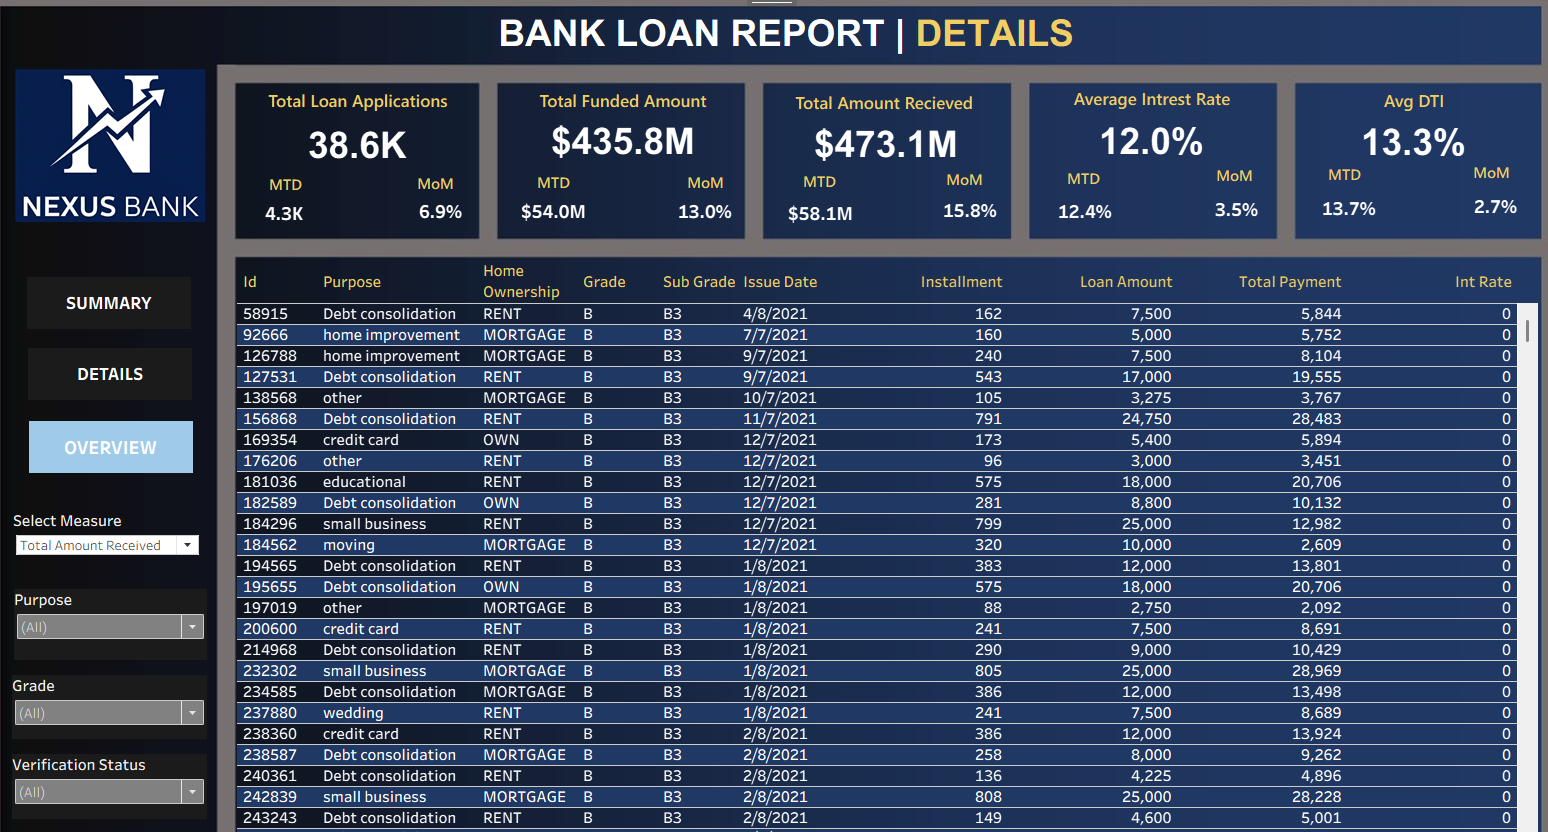 BANK LOAN REPORT | DETAILS
N
NEXUS BANK
SUMMARY
DETAILS
OVERVIEW
Select Measure
Total Amount Received
Purpose
(All)
Grade
(All)
Verification Status
(All)
Total Loan Applications
38.6K
MTD MoM
4.3K 6.9%
Total Funded Amount
$435.8M
MTD MoM
$54.0M 13.0%
Total Amount Recieved
$473.1M
MTD MoM
$58.1M 15.8%
Average Intrest Rate
12.0%
MTD MoM
12.4% 3.5%
Avg DTI
13.3%
MTD MoM
13.7% 2.7%
Id Purpose Home Ownership Grade Sub Grade Issue Date Installment Loan Amount Total Payment Int Rate
58915 Debt consolidation RENT B B3 4/8/2021 162 7,500 5,844 0
92666 home improvement MORTGAGE B B3 7/7/2021 160 5,000 5,752 0
126788 home improvement MORTGAGE B B3 9/7/2021 240 7,500 8,104 0
127531 Debt consolidation RENT B B3 9/7/2021 543 17,000 19,555 0
138568 other MORTGAGE B B3 10/7/2021 105 3,275 3,767 0
156868 Debt consolidation RENT B B3 11/7/2021 791 24,750 28,483 0
169354 credit card OWN B B3 12/7/2021 173 5,400 5,894 0
176206 other RENT B B3 12/7/2021 96 3,000 3,451 0
181036 educational RENT B B3 12/7/2021 575 18,000 20,706 0
182589 Debt consolidation OWN B B3 12/7/2021 281 8,800 10,132 0
184296 small business RENT B B3 12/7/2021 799 25,000 12,982 0
184562 moving MORTGAGE B B3 12/7/2021 320 10,000 2,609 0
194565 Debt consolidation RENT B B3 1/8/2021 383 12,000 13,801 0
195655 Debt consolidation OWN B B3 1/8/2021 575 18,000 20,706 0
197019 other MORTGAGE B B3 1/8/2021 88 2,750 2,092 0
200600 credit card RENT B B3 1/8/2021 241 7,500 8,691 0
214968 Debt consolidation RENT B B3 1/8/2021 290 9,000 10,429 0
232302 small business MORTGAGE B B3 1/8/2021 805 25,000 28,969 0
234585 Debt consolidation MORTGAGE B B3 1/8/2021 386 12,000 13,498 0
237880 wedding RENT B B3 1/8/2021 241 7,500 8,689 0
238360 credit card RENT B B3 2/8/2021 386 12,000 13,924 0
238587 Debt consolidation MORTGAGE B B3 2/8/2021 258 8,000 9,262 0
240361 Debt consolidation RENT B B3 2/8/2021 136 4,225 4,896 0
242839 small business MORTGAGE B B3 2/8/2021 808 25,000 28,228 0
243243 Debt consolidation RENT B B3 2/8/2021 149 4,600 5,001 0